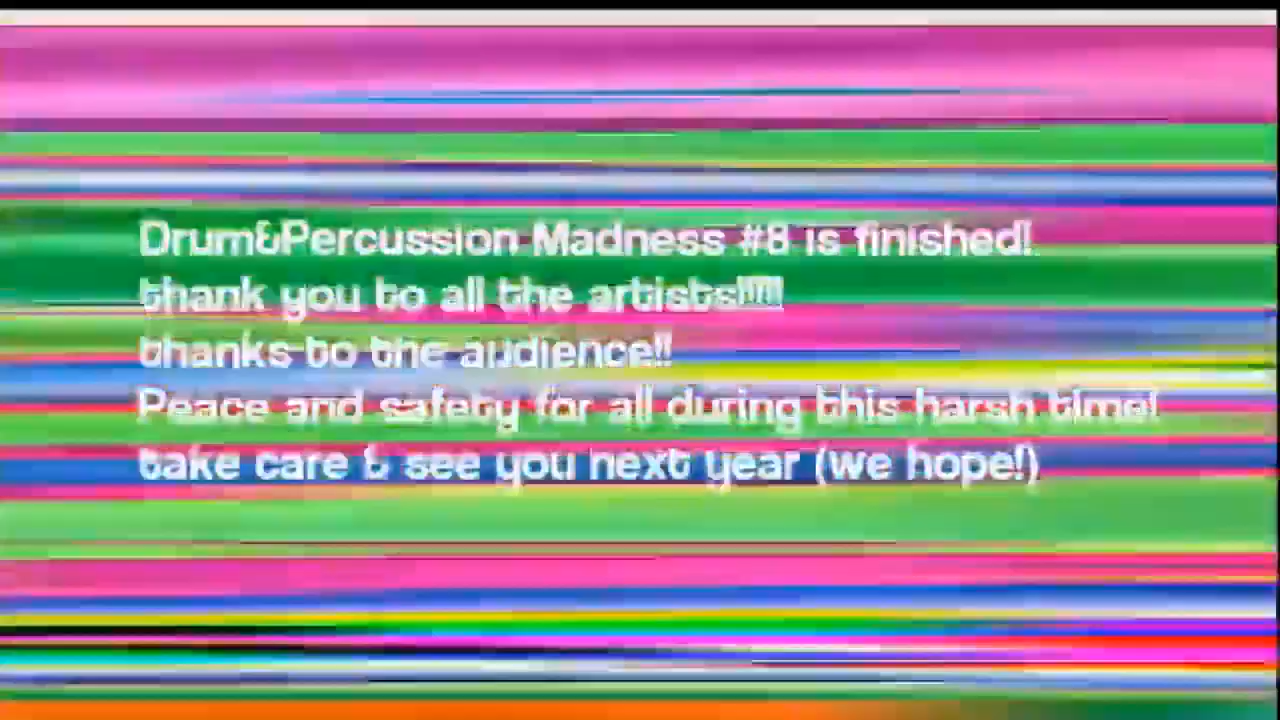 Drum&Percussion Madness #8 is finished!
thank you to all the artists!!!!!
thanks to the audience!!
Peace and safety for all during this harsh time!
take care & see you next year (we hope!)